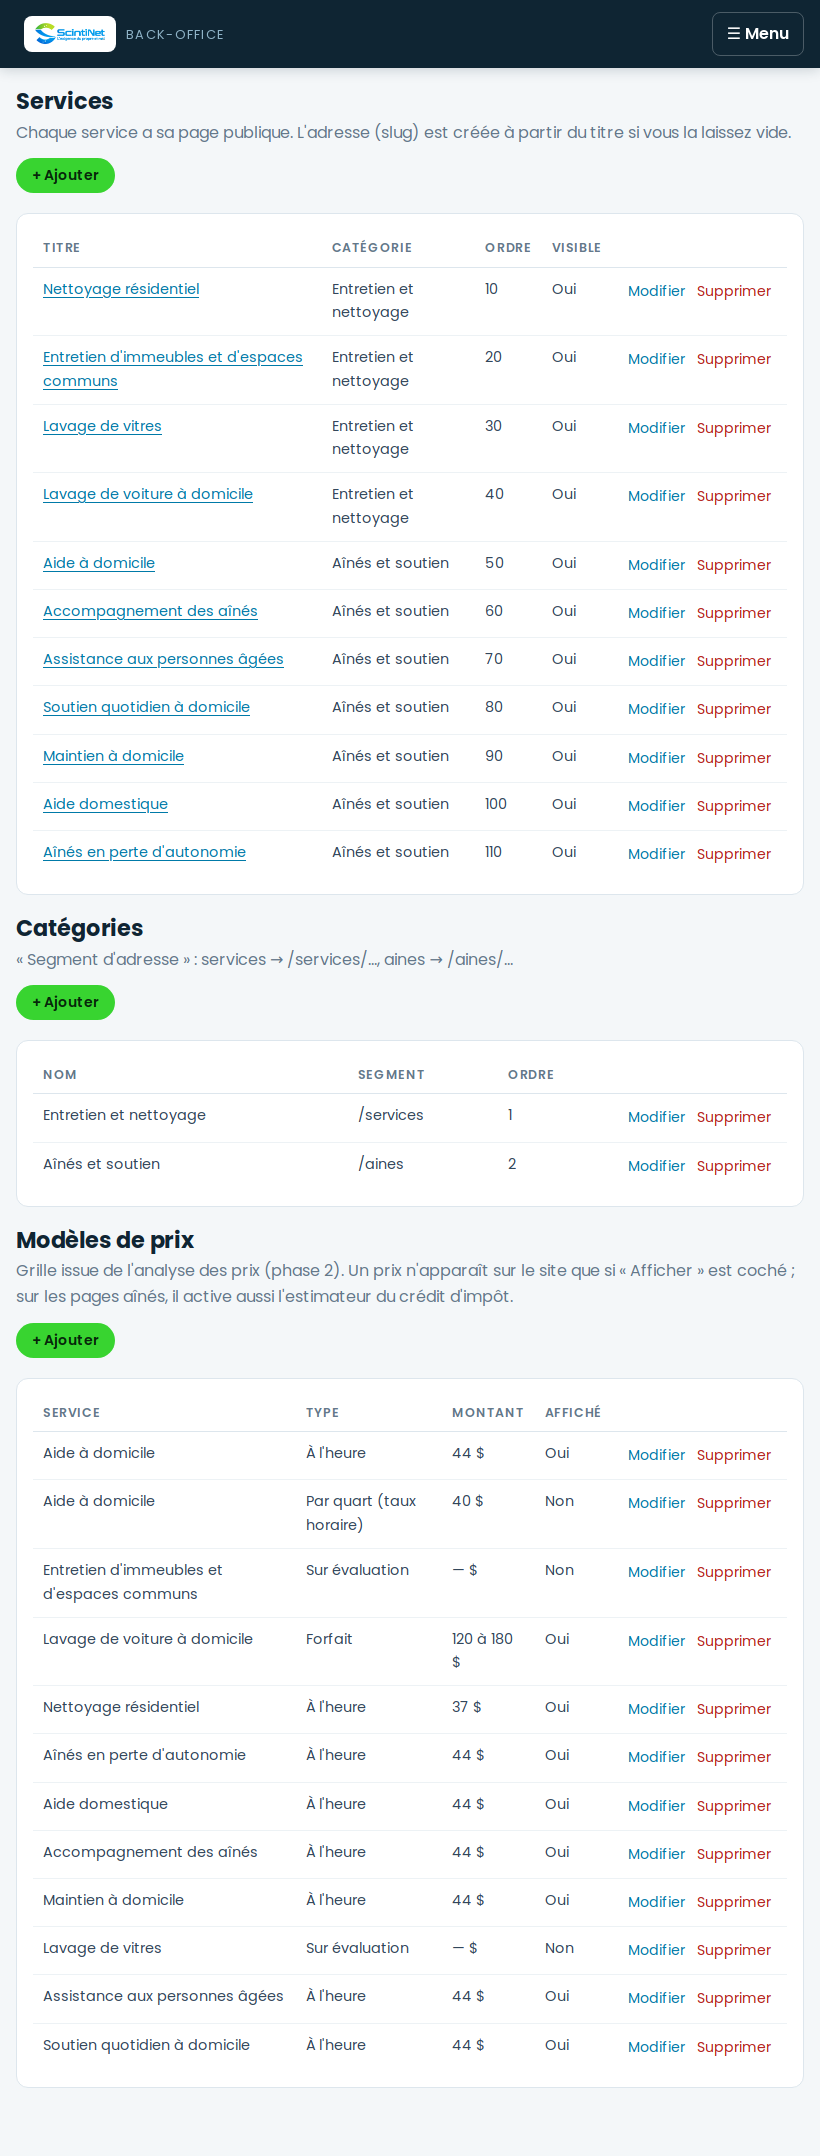 ScintiNet
BACK-OFFICE
☰ Menu
Services
Chaque service a sa page publique. L'adresse (slug) est créée à partir du titre si vous la laissez vide.
+ Ajouter
TITRE CATÉGORIE ORDRE VISIBLE
Nettoyage résidentiel Entretien et nettoyage 10 Oui Modifier Supprimer
Entretien d'immeubles et d'espaces communs Entretien et nettoyage 20 Oui Modifier Supprimer
Lavage de vitres Entretien et nettoyage 30 Oui Modifier Supprimer
Lavage de voiture à domicile Entretien et nettoyage 40 Oui Modifier Supprimer
Aide à domicile Aînés et soutien 50 Oui Modifier Supprimer
Accompagnement des aînés Aînés et soutien 60 Oui Modifier Supprimer
Assistance aux personnes âgées Aînés et soutien 70 Oui Modifier Supprimer
Soutien quotidien à domicile Aînés et soutien 80 Oui Modifier Supprimer
Maintien à domicile Aînés et soutien 90 Oui Modifier Supprimer
Aide domestique Aînés et soutien 100 Oui Modifier Supprimer
Aînés en perte d'autonomie Aînés et soutien 110 Oui Modifier Supprimer
Catégories
« Segment d'adresse » : services → /services/…, aines → /aines/…
+ Ajouter
NOM SEGMENT ORDRE
Entretien et nettoyage /services 1 Modifier Supprimer
Aînés et soutien /aines 2 Modifier Supprimer
Modèles de prix
Grille issue de l'analyse des prix (phase 2). Un prix n'apparaît sur le site que si « Afficher » est coché ;
sur les pages aînés, il active aussi l'estimateur du crédit d'impôt.
+ Ajouter
SERVICE TYPE MONTANT AFFICHÉ
Aide à domicile À l'heure 44 $ Oui Modifier Supprimer
Aide à domicile Par quart (taux horaire) 40 $ Non Modifier Supprimer
Entretien d'immeubles et d'espaces communs Sur évaluation — $ Non Modifier Supprimer
Lavage de voiture à domicile Forfait 120 à 180 $ Oui Modifier Supprimer
Nettoyage résidentiel À l'heure 37 $ Oui Modifier Supprimer
Aînés en perte d'autonomie À l'heure 44 $ Oui Modifier Supprimer
Aide domestique À l'heure 44 $ Oui Modifier Supprimer
Accompagnement des aînés À l'heure 44 $ Oui Modifier Supprimer
Maintien à domicile À l'heure 44 $ Oui Modifier Supprimer
Lavage de vitres Sur évaluation — $ Non Modifier Supprimer
Assistance aux personnes âgées À l'heure 44 $ Oui Modifier Supprimer
Soutien quotidien à domicile À l'heure 44 $ Oui Modifier Supprimer